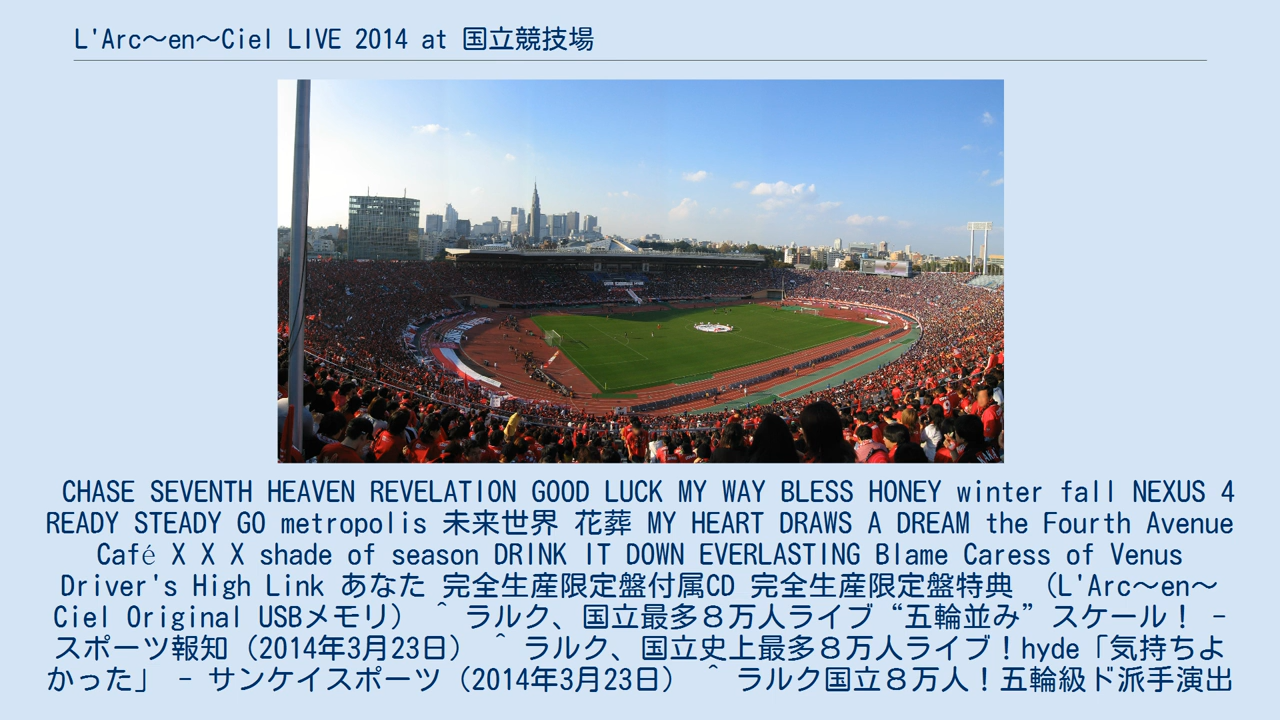 L'Arc～en～Ciel LIVE 2014 at 国立競技場
CHASE SEVENTH HEAVEN REVELATION GOOD LUCK MY WAY BLESS HONEY winter fall NEXUS 4
READY STEADY GO metropolis 未来世界 花葬 MY HEART DRAWS A DREAM the Fourth Avenue
Café X X X shade of season DRINK IT DOWN EVERLASTING Blame Caress of Venus
Driver's High Link あなた 完全生産限定盤付属CD 完全生産限定盤特典 （L'Arc～en～
Ciel Original USBメモリ） ^ ラルク、国立最多８万人ライブ“五輪並み”スケール！ -
スポーツ報知（2014年3月23日） ^ ラルク、国立史上最多８万人ライブ！hyde「気持ちよ
かった」 - サンケイスポーツ（2014年3月23日） ^ ラルク国立８万人！五輪級ド派手演出